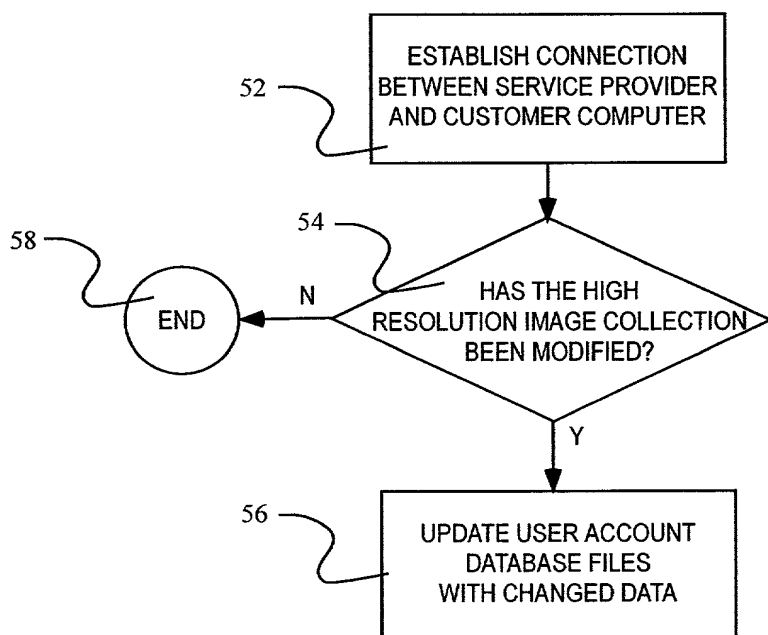 ESTABLISH CONNECTION
BETWEEN SERVICE PROVIDER
AND CUSTOMER COMPUTER
52
54
58
END
N
HAS THE HIGH
RESOLUTION IMAGE COLLECTION
BEEN MODIFIED?
Y
56
UPDATE USER ACCOUNT
DATABASE FILES
WITH CHANGED DATA